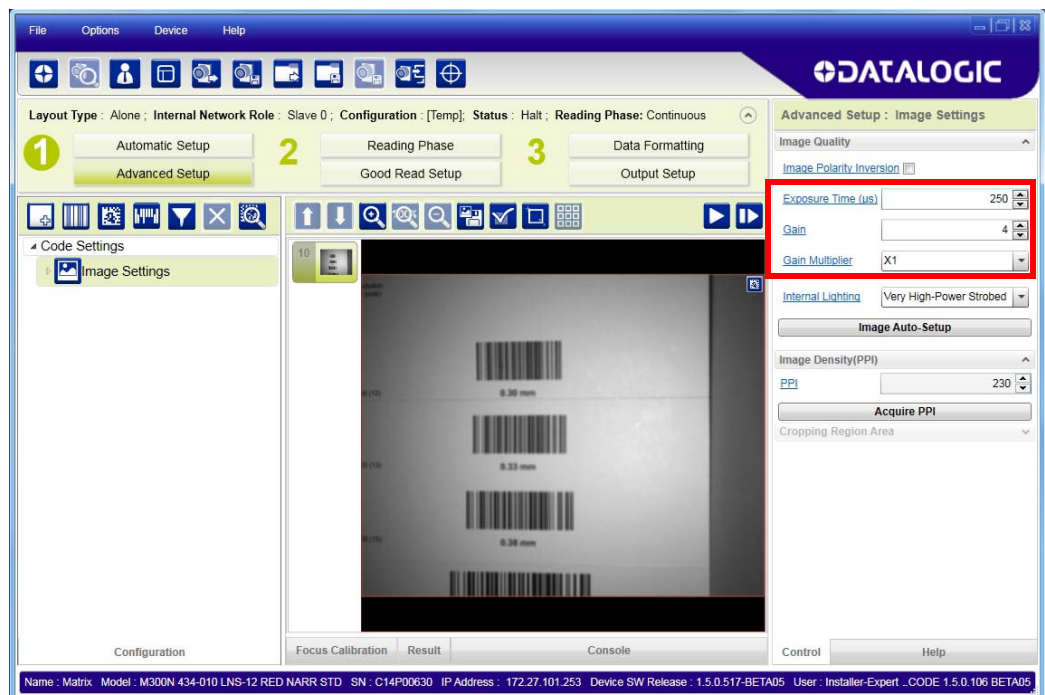 File Options Device Help
DATALOGIC
Layout Type : Alone ; Internal Network Role : Slave 0 ; Configuration : [Temp]; Status : Halt ; Reading Phase: Continuous
1 Automatic Setup 2 Reading Phase 3 Data Formatting
Advanced Setup Good Read Setup Output Setup
Code Settings
Image Settings
10
0.30 mm
0.33 mm
0.38 mm
Advanced Setup : Image Settings
Image Quality
Image Polarity Inversion
Exposure Time (µs) 250
Gain 4
Gain Multiplier X1
Internal Lighting Very High-Power Strobed
Image Auto-Setup
Image Density(PPI)
PPI 230
Acquire PPI
Cropping Region Area
Configuration
Focus Calibration Result Console
Control Help
Name : Matrix Model : M300N 434-010 LNS-12 RED NARR STD SN : C14P00630 IP Address : 172.27.101.253 Device SW Release : 1.5.0.517-BETA05 User : Installer-Expert _CODE 1.5.0.106 BETA05